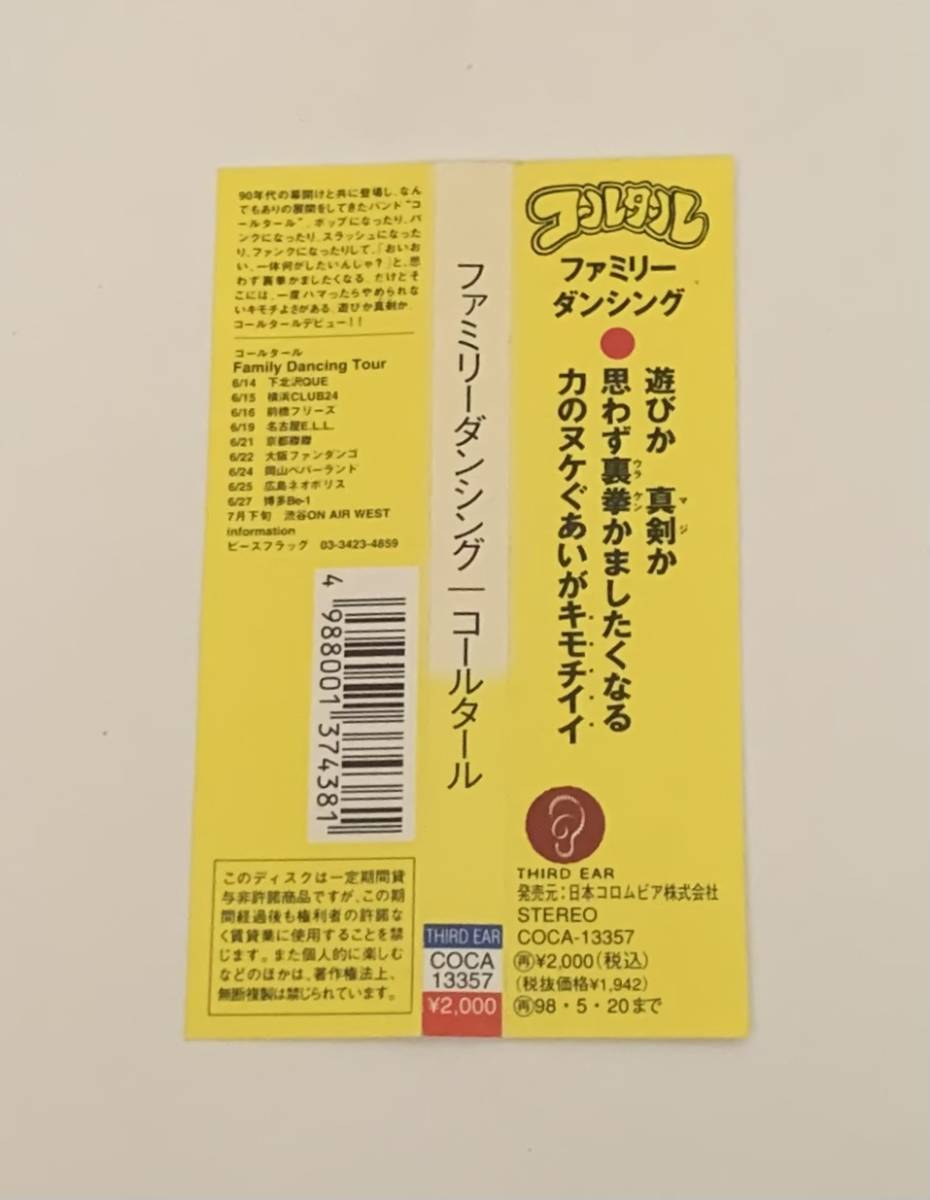 コールタール
ファミリー
ダンシング
遊びか 真剣か
マジ
思わず裏拳かましたくなる
ウラ ケン
力のヌケぐあいがキモチイイ
THIRD EAR
発売元:日本コロムビア株式会社
STEREO
COCA-13357
㊢¥2,000(税込)
(税抜価格¥1,942)
㊢98・5・20まで
ファミリーダンシング｜コールタール
THIRD EAR
COCA
13357
¥2,000
90年代の幕開けと共に登場し、なん
でもありの展開をしてきたバンド“コ
ールタール”。ポップになったり、パ
ンクになったり、スラッシュになった
り、ファンクになったりして、「おいお
い、一体何がしたいんじゃ?」と、思
わず裏拳かましたくなる。だけどそ
こには、一度ハマったらやめられな
いキモチよさがある。遊びか真剣か、
コールタールデビュー!!
コールタール
Family Dancing Tour
6/14 下北沢QUE
6/15 横浜CLUB24
6/16 前橋フリーズ
6/19 名古屋E.L.L.
6/21 京都磔磔
6/22 大阪ファンダンゴ
6/24 岡山ペパーランド
6/25 広島ネオポリス
6/27 博多Be-1
7月下旬 渋谷ON AIR WEST
information
ピースフラッグ 03-3423-4859
4 988001 374381
このディスクは一定期間貸
与非許諾商品ですが、この期
間経過後も権利者の許諾な
く賃貸業に使用することを禁
じます。また個人的に楽しむ
などのほかは、著作権法上、
無断複製は禁じられています。